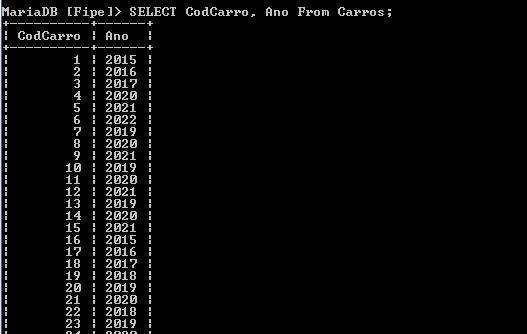 MariaDB [Fipe]> SELECT CodCarro, Ano From Carros;
+----------+------+
| CodCarro | Ano  |
+----------+------+
|        1 | 2015 |
|        2 | 2016 |
|        3 | 2017 |
|        4 | 2020 |
|        5 | 2021 |
|        6 | 2022 |
|        7 | 2019 |
|        8 | 2020 |
|        9 | 2021 |
|       10 | 2019 |
|       11 | 2020 |
|       12 | 2021 |
|       13 | 2019 |
|       14 | 2020 |
|       15 | 2021 |
|       16 | 2015 |
|       17 | 2016 |
|       18 | 2017 |
|       19 | 2018 |
|       20 | 2019 |
|       21 | 2020 |
|       22 | 2018 |
|       23 | 2019 |